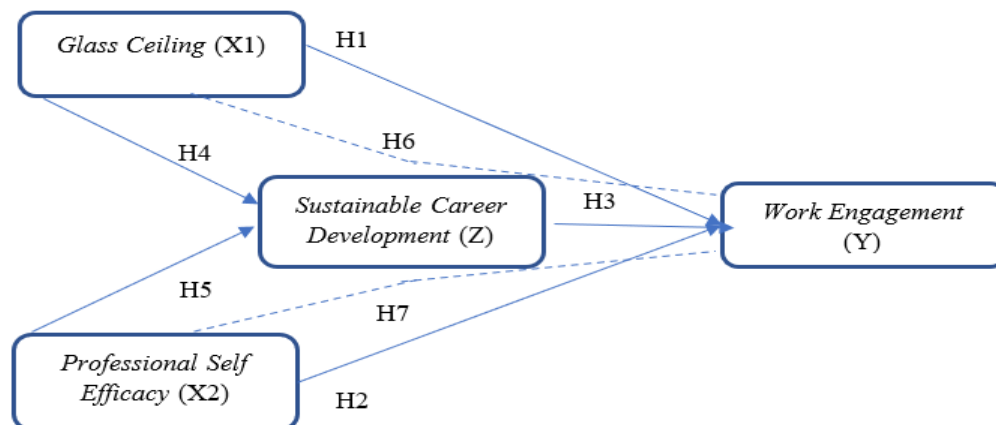 Glass Ceiling (X1)
H1
H6
H4
Sustainable Career
Development (Z)
H3
Work Engagement
(Y)
H5
H7
Professional Self
Efficacy (X2)
H2